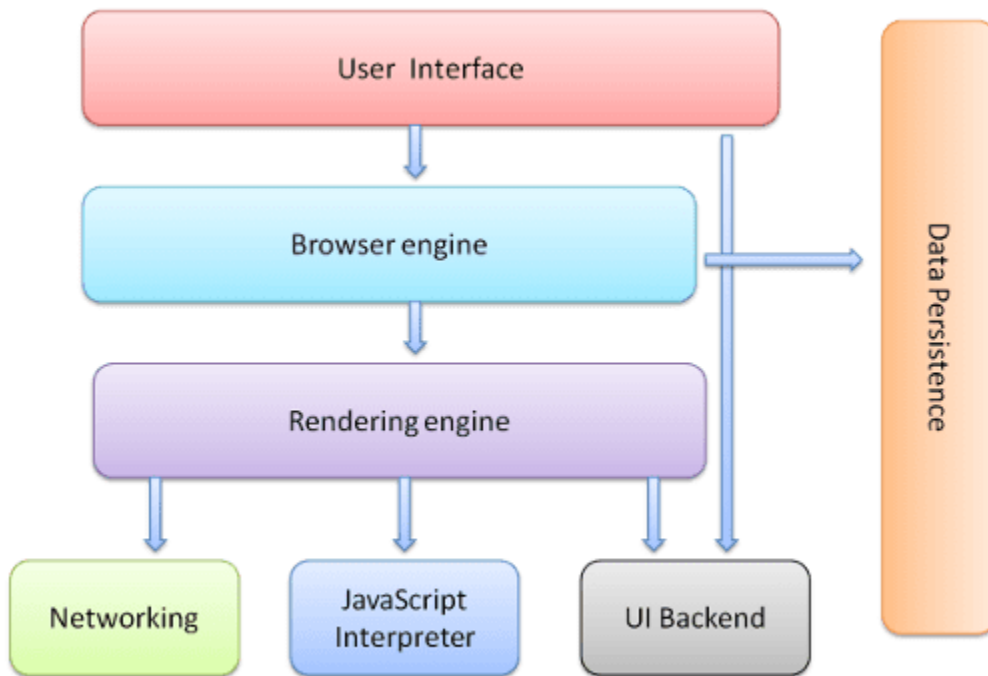 User Interface
Browser engine
Data Persistence
Rendering engine
Networking
JavaScript
Interpreter
UI Backend